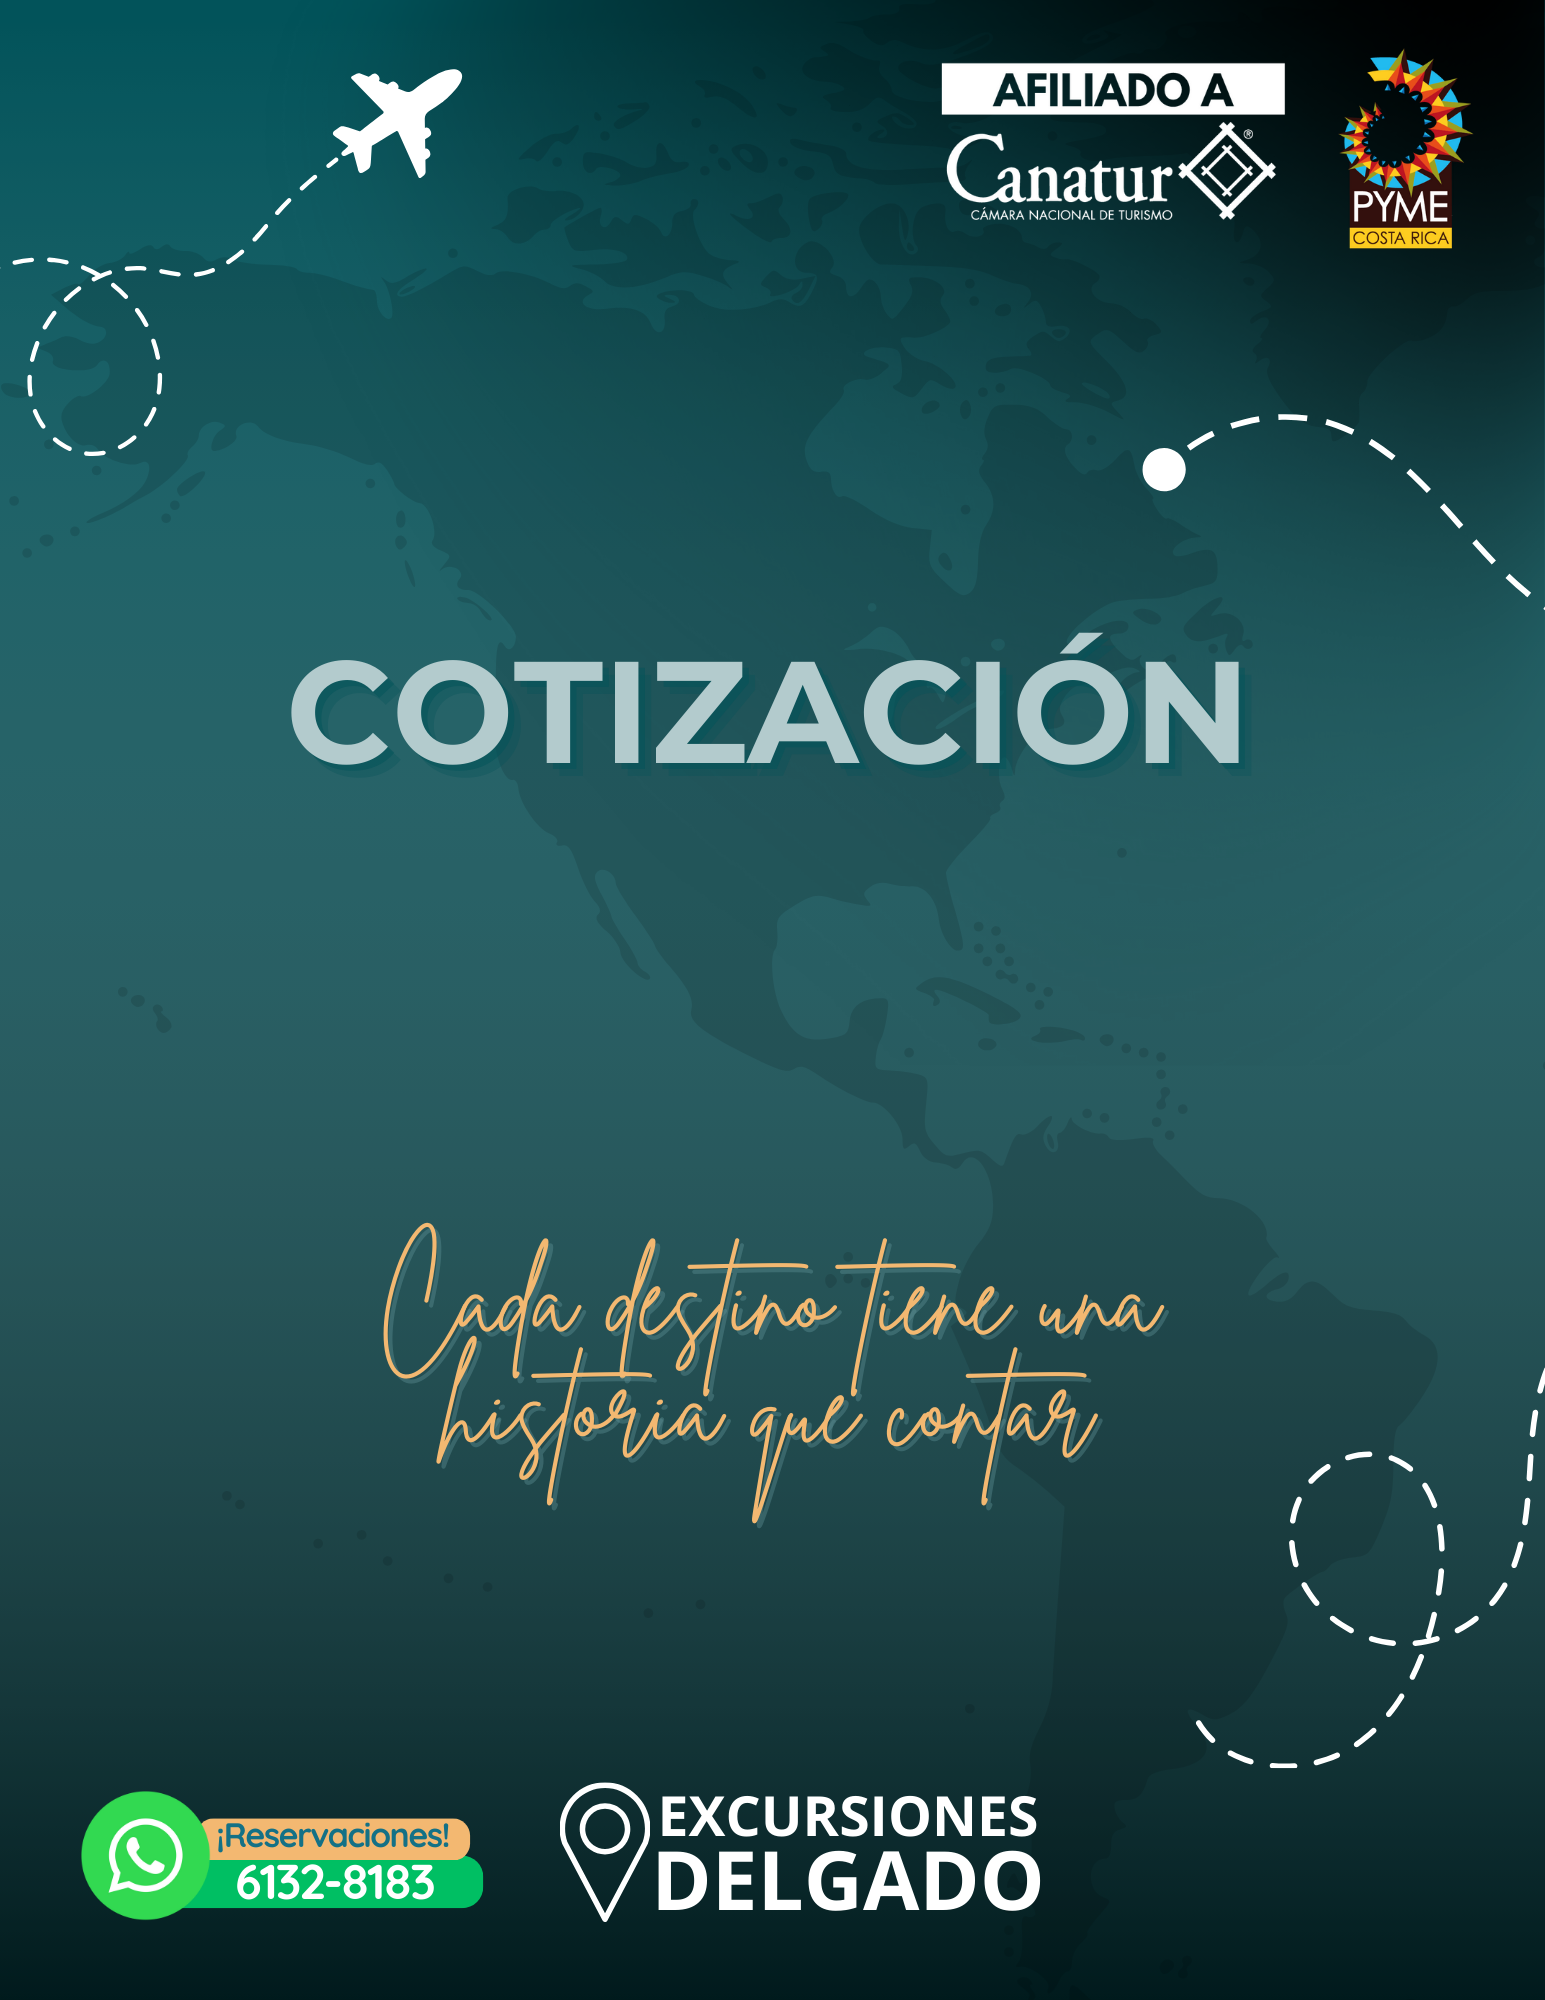 AFILIADO A
Canatur
®
CÁMARA NACIONAL DE TURISMO
PYME
COSTA RICA
COTIZACIÓN
Cada destino tiene una
historia que contar
¡Reservaciones!
6132-8183
EXCURSIONES
DELGADO